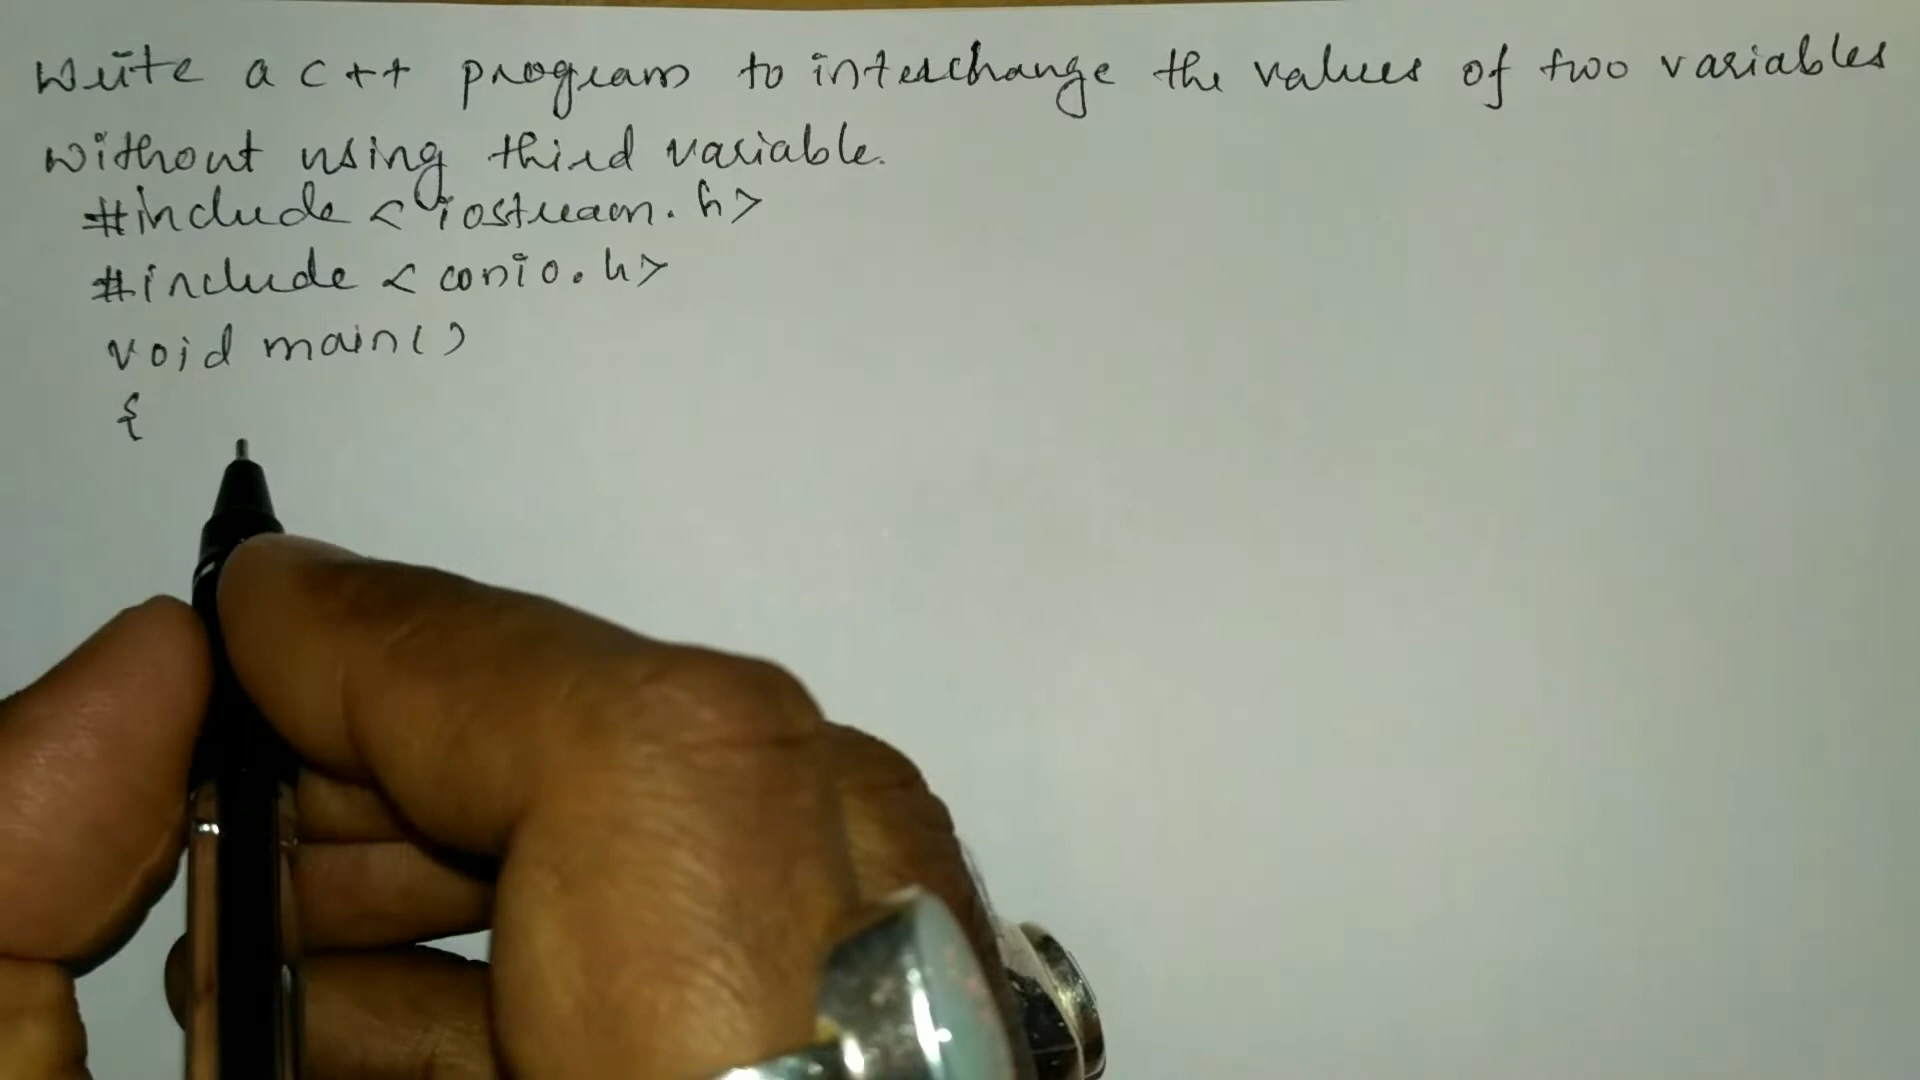 Write a c++ program to interchange the values of two variables
without using third variable.
#include <iostream.h>
#include <conio.h>
void main()
{